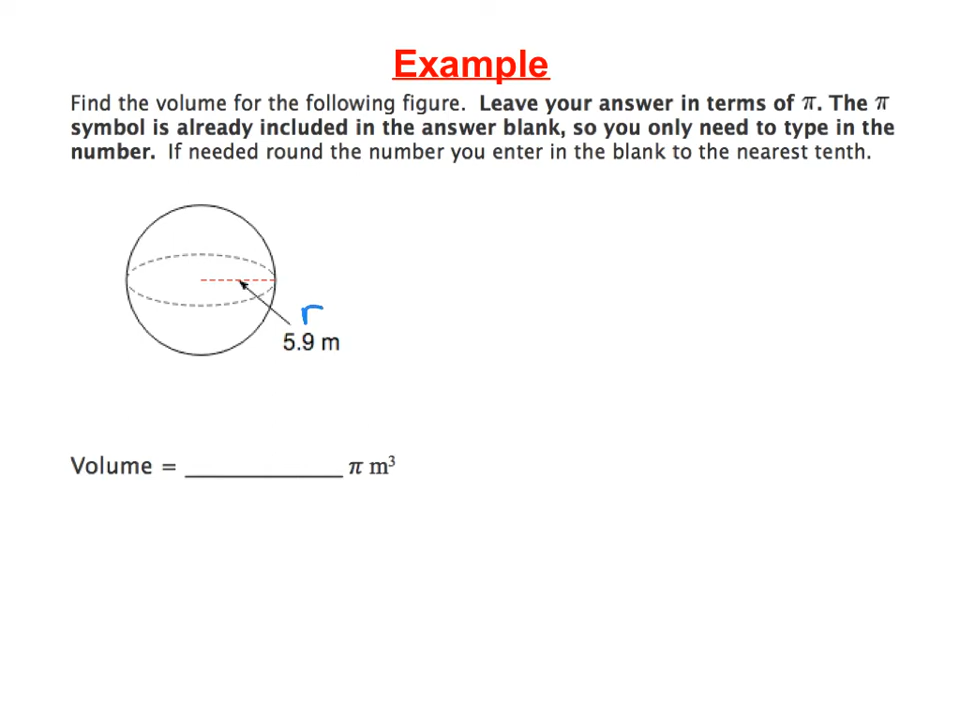 Example
Find the volume for the following figure. Leave your answer in terms of π. The π
symbol is already included in the answer blank, so you only need to type in the
number. If needed round the number you enter in the blank to the nearest tenth.
r
5.9 m
Volume = ____________ π m³